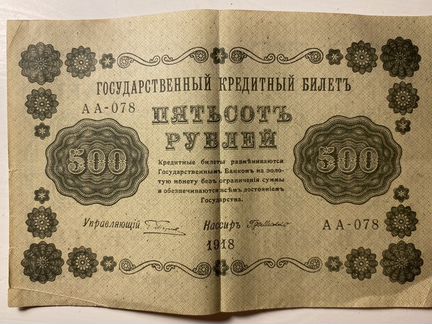 ГОСУДАРСТВЕННЫЙ КРЕДИТНЫЙ БИЛЕТЪ
АА-078
ПЯТЬСОТЪ
РУБЛЕЙ
500
500
Кредитные билеты размѣниваются
Государственнымъ Банкомъ на золо-
тую монету безъ ограниченія суммы
и обезпечиваются всѣмъ достояніемъ
Государства.
Управляющій
Кассиръ
АА-078
1918